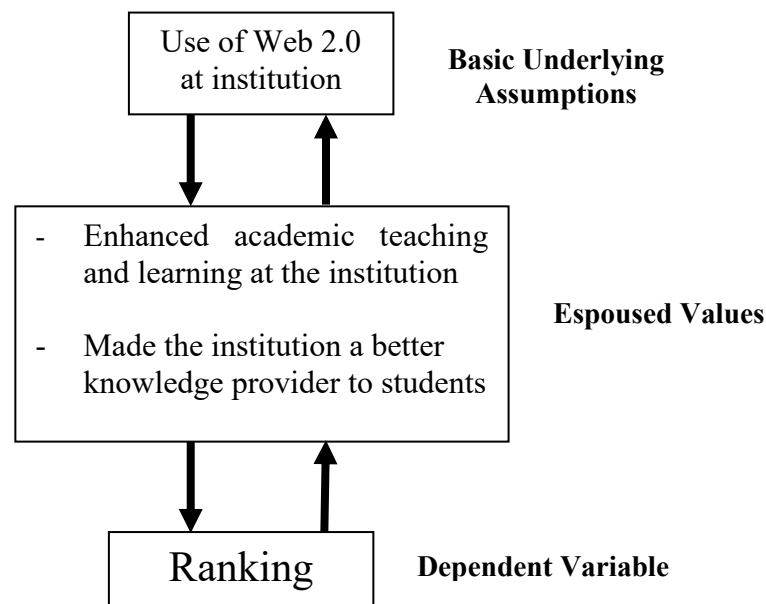 Use of Web 2.0
at institution
Basic Underlying
Assumptions
- Enhanced academic teaching
and learning at the institution
- Made the institution a better
knowledge provider to students
Espoused Values
Ranking
Dependent Variable